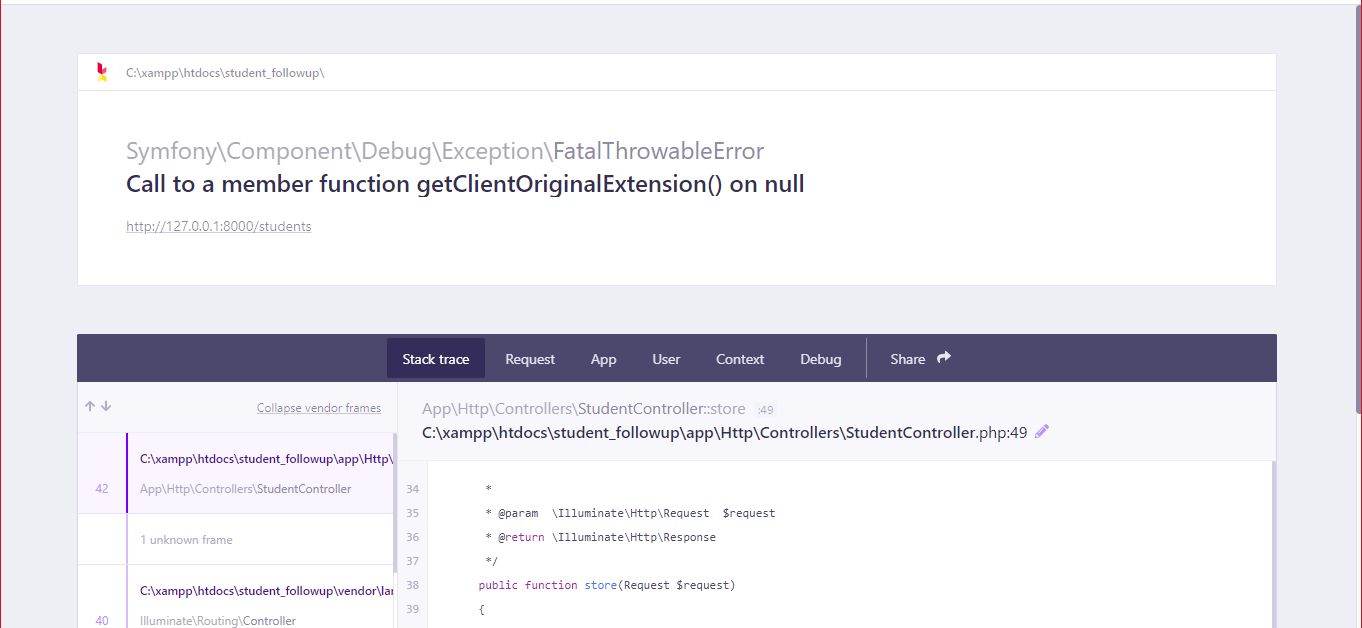 C:\xampp\htdocs\student_followup\
Symfony\Component\Debug\Exception\FatalThrowableError
Call to a member function getClientOriginalExtension() on null
http://127.0.0.1:8000/students
Stack trace Request App User Context Debug Share
Collapse vendor frames
C:\xampp\htdocs\student_followup\app\Http\
42 App\Http\Controllers\StudentController
1 unknown frame
C:\xampp\htdocs\student_followup\vendor\lar
40 Illuminate\Routing\Controller
App\Http\Controllers\StudentController::store :49
C:\xampp\htdocs\student_followup\app\Http\Controllers\StudentController.php:49
34 *
35 * @param  \Illuminate\Http\Request  $request
36 * @return \Illuminate\Http\Response
37 */
38 public function store(Request $request)
39 {